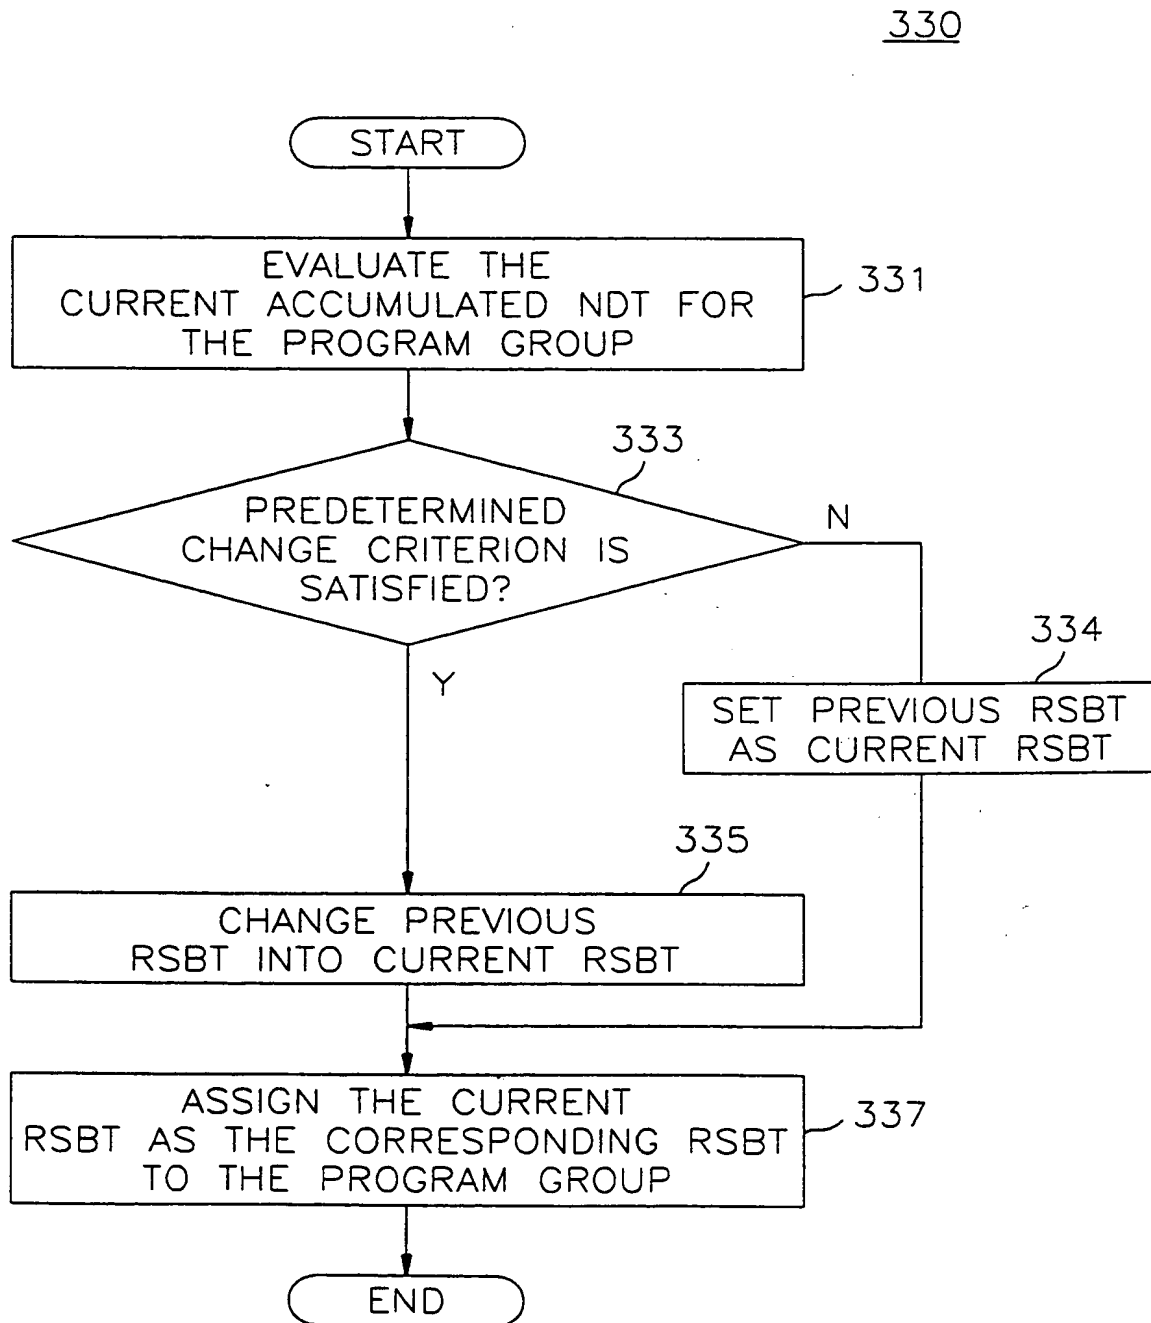 330
START
EVALUATE THE
CURRENT ACCUMULATED NDT FOR
THE PROGRAM GROUP
331
333
PREDETERMINED
CHANGE CRITERION IS
SATISFIED?
N
Y
334
SET PREVIOUS RSBT
AS CURRENT RSBT
335
CHANGE PREVIOUS
RSBT INTO CURRENT RSBT
ASSIGN THE CURRENT
RSBT AS THE CORRESPONDING RSBT
TO THE PROGRAM GROUP
337
END